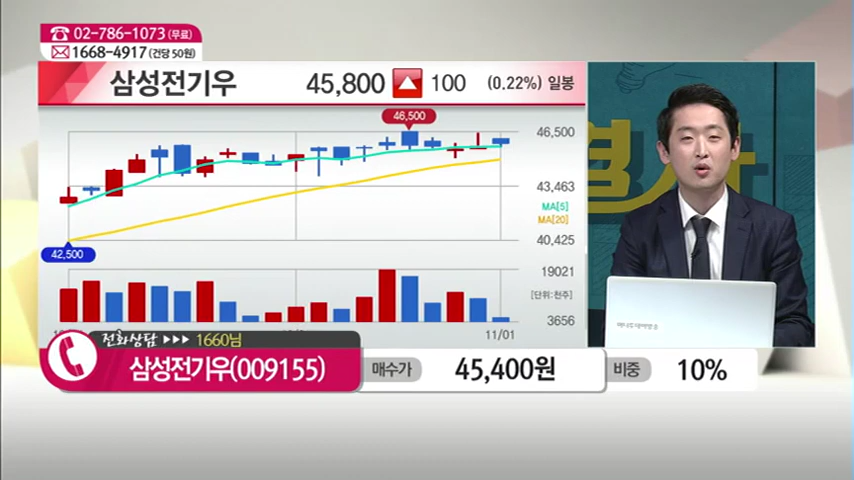 02-786-1073 (무료)
1668-4917 (건당 50원)
삼성전기우 45,800 100 (0.22%) 일봉
46,500
46,500
43,463
MA[5]
MA[20]
40,425
42,500
19021
[단위:천주]
3656
11/01
전화상담 1660님
삼성전기우(009155) 매수가 45,400원 비중 10%